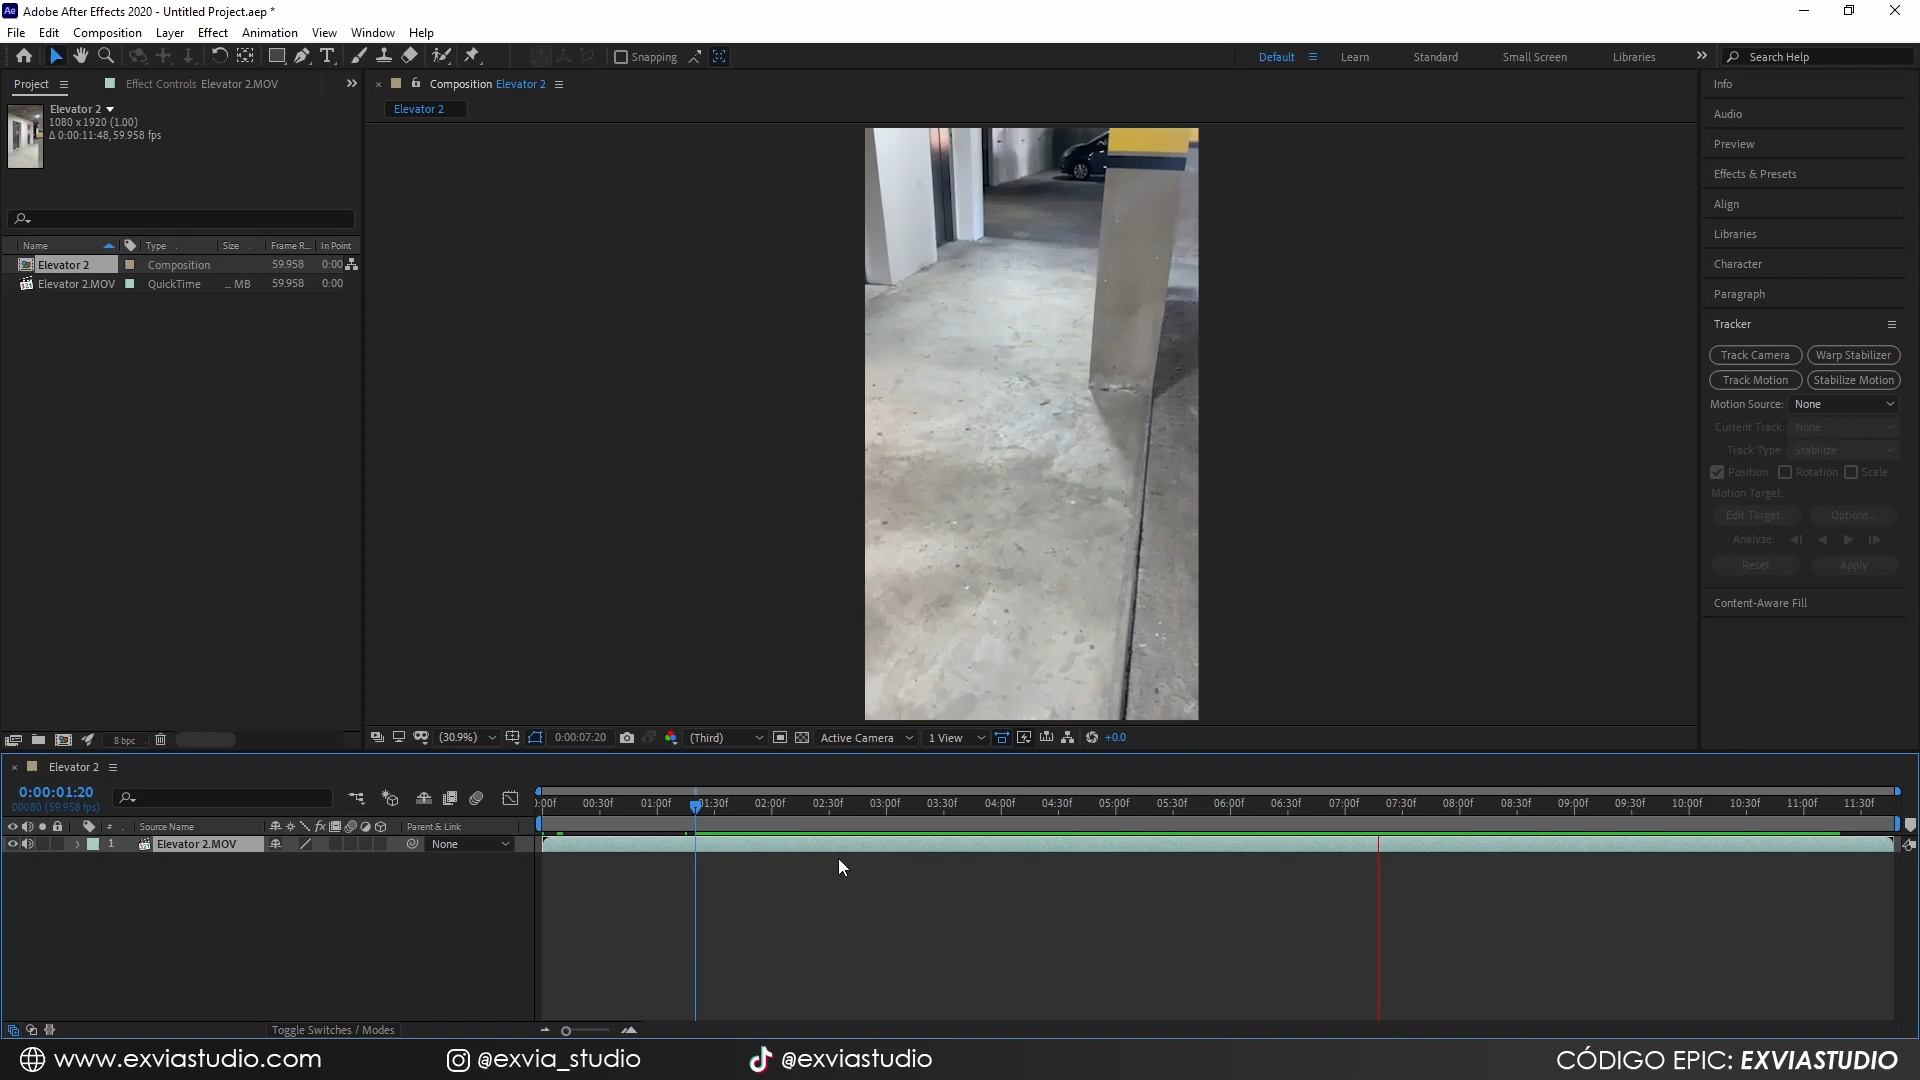 Adobe After Effects 2020 - Untitled Project.aep *
File Edit Composition Layer Effect Animation View Window Help
Snapping Default Learn Standard Small Screen Libraries Search Help
Project Effect Controls Elevator 2.MOV
Composition Elevator 2
Elevator 2
Elevator 2
1080 x 1920 (1.00)
Δ 0:00:11:48, 59.958 fps
Name Type Size Frame R... In Point
Elevator 2 Composition 59.958 0:00
Elevator 2.MOV QuickTime ... MB 59.958 0:00
8 bpc
(30.9%) 0:00:07:20 (Third) Active Camera 1 View +0.0
Info
Audio
Preview
Effects & Presets
Align
Libraries
Character
Paragraph
Tracker
Track Camera Warp Stabilizer
Track Motion Stabilize Motion
Motion Source: None
Current Track: None
Track Type: Stabilize
Position Rotation Scale
Motion Target:
Edit Target... Options...
Analyze:
Reset Apply
Content-Aware Fill
Elevator 2
0:00:01:20
00080 (59.958 fps)
:00f 00:30f 01:00f 01:30f 02:00f 02:30f 03:00f 03:30f 04:00f 04:30f 05:00f 05:30f 06:00f 06:30f 07:00f 07:30f 08:00f 08:30f 09:00f 09:30f 10:00f 10:30f 11:00f 11:30f
# Source Name fx Parent & Link
1 Elevator 2.MOV None
Toggle Switches / Modes
www.exviastudio.com @exvia_studio @exviastudio CÓDIGO EPIC: EXVIASTUDIO